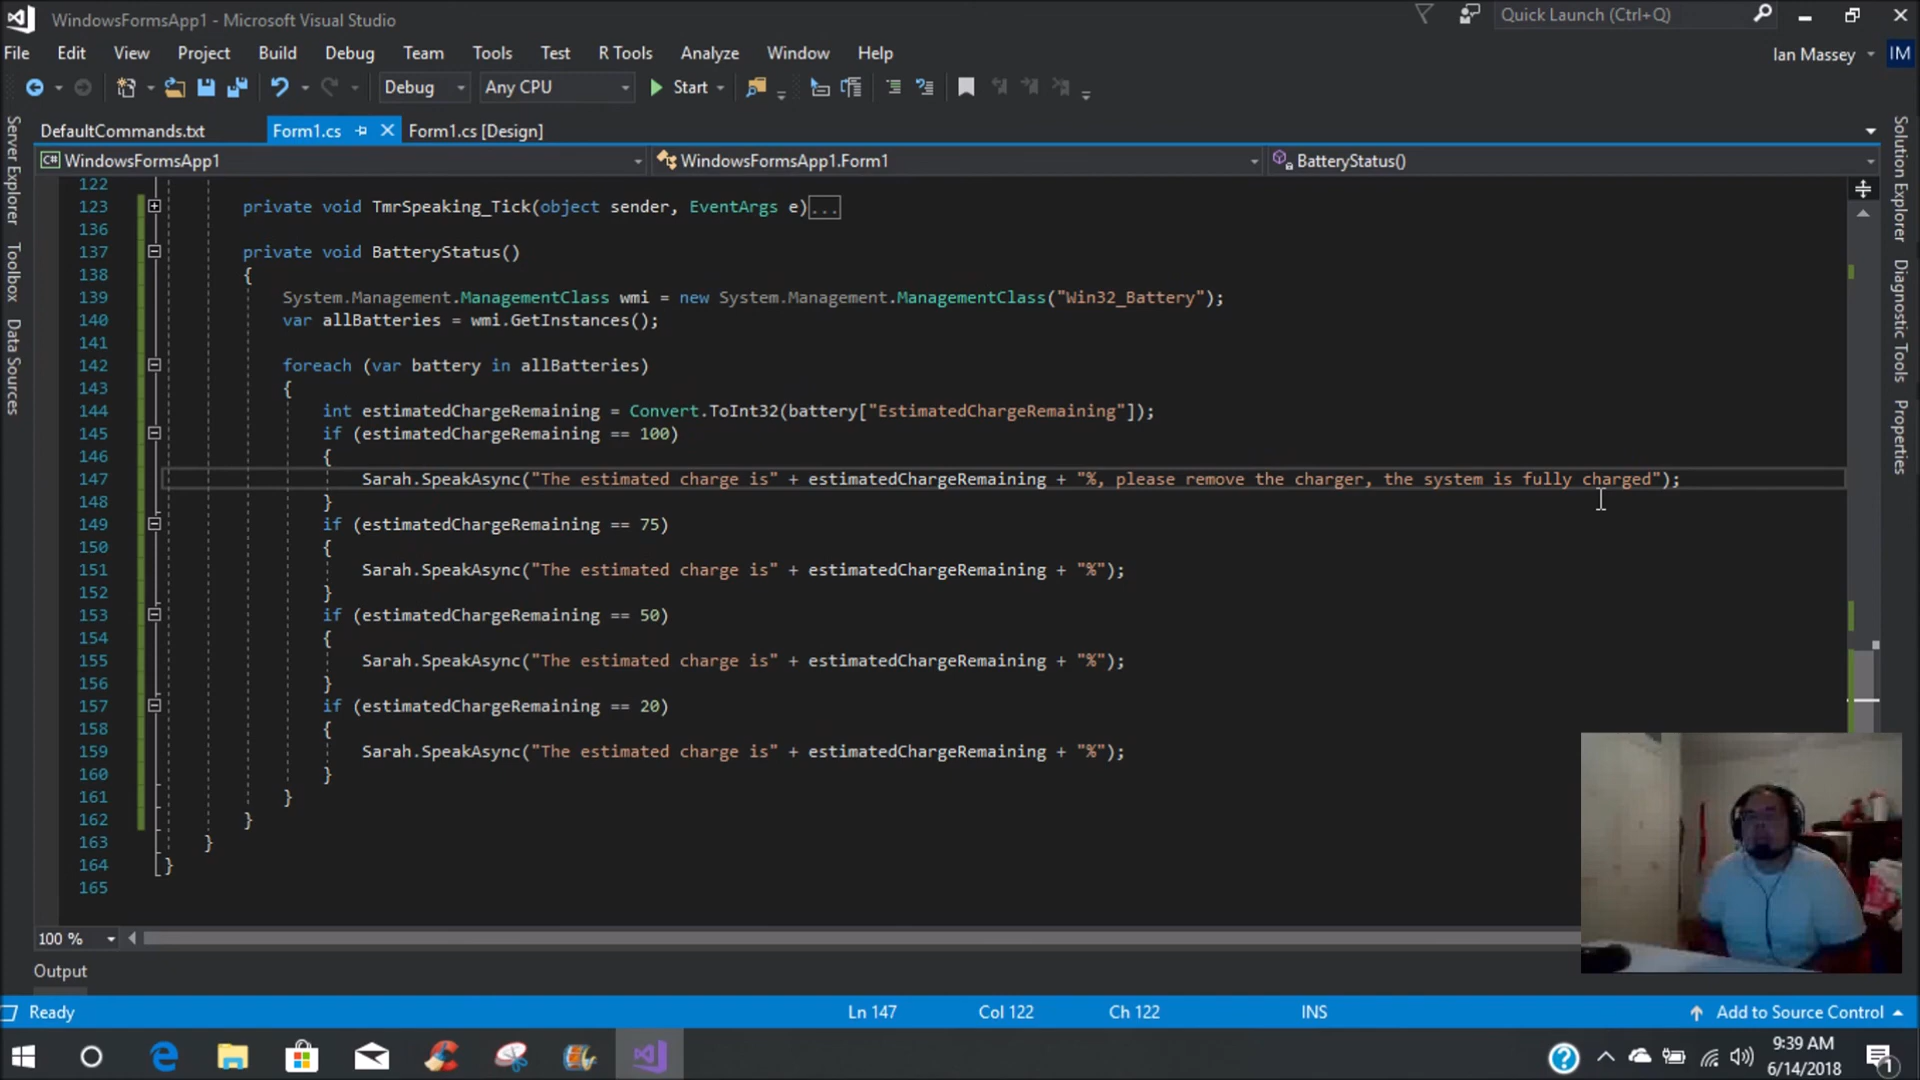 WindowsFormsApp1 - Microsoft Visual Studio
Quick Launch (Ctrl+Q)
File Edit View Project Build Debug Team Tools Test R Tools Analyze Window Help
Ian Massey IM
Debug Any CPU Start
DefaultCommands.txt Form1.cs Form1.cs [Design]
C# WindowsFormsApp1 WindowsFormsApp1.Form1 BatteryStatus()
Server Explorer
Toolbox
Data Sources
122
123 private void TmrSpeaking_Tick(object sender, EventArgs e)...
136
137 private void BatteryStatus()
138 {
139 System.Management.ManagementClass wmi = new System.Management.ManagementClass("Win32_Battery");
140 var allBatteries = wmi.GetInstances();
141
142 foreach (var battery in allBatteries)
143 {
144 int estimatedChargeRemaining = Convert.ToInt32(battery["EstimatedChargeRemaining"]);
145 if (estimatedChargeRemaining == 100)
146 {
147 Sarah.SpeakAsync("The estimated charge is" + estimatedChargeRemaining + "%, please remove the charger, the system is fully charged");
148 }
149 if (estimatedChargeRemaining == 75)
150 {
151 Sarah.SpeakAsync("The estimated charge is" + estimatedChargeRemaining + "%");
152 }
153 if (estimatedChargeRemaining == 50)
154 {
155 Sarah.SpeakAsync("The estimated charge is" + estimatedChargeRemaining + "%");
156 }
157 if (estimatedChargeRemaining == 20)
158 {
159 Sarah.SpeakAsync("The estimated charge is" + estimatedChargeRemaining + "%");
160 }
161 }
162 }
163 }
164 }
165
Solution Explorer
Diagnostic Tools
Properties
100 %
Output
Ready Ln 147 Col 122 Ch 122 INS Add to Source Control
9:39 AM
6/14/2018
1